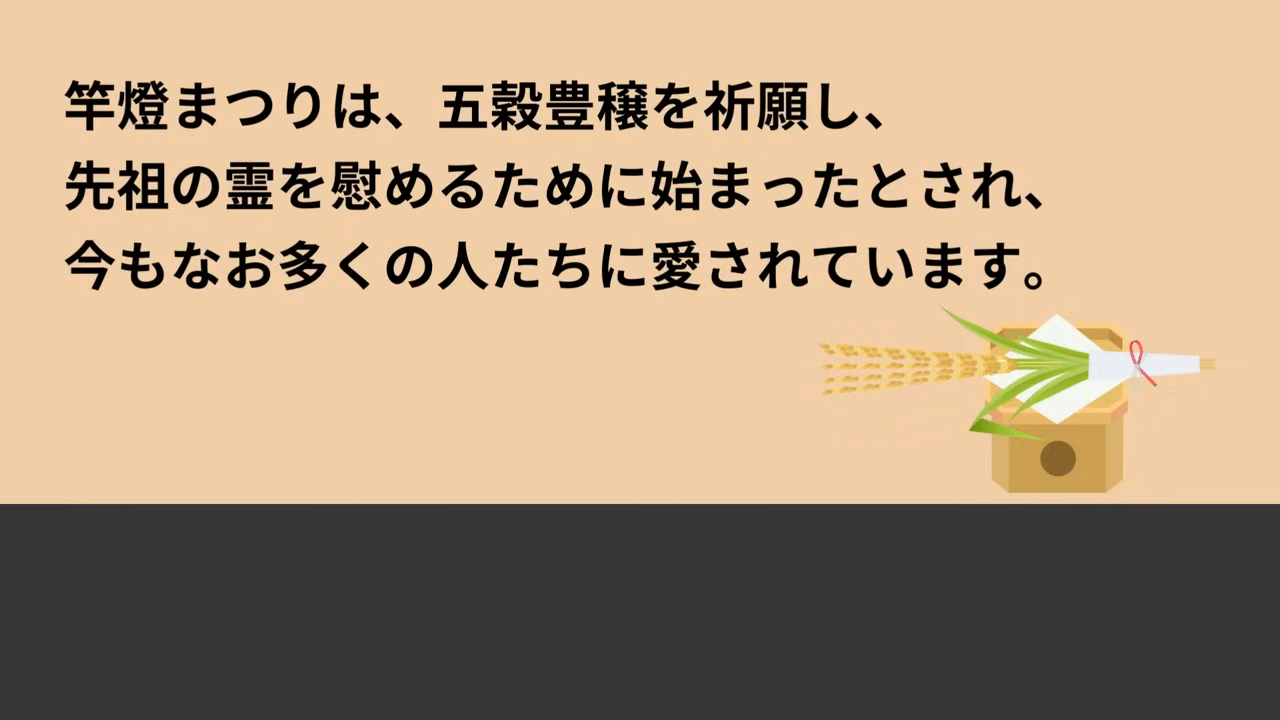 竿燈まつりは、五穀豊穣を祈願し、
先祖の霊を慰めるために始まったとされ、
今もなお多くの人たちに愛されています。